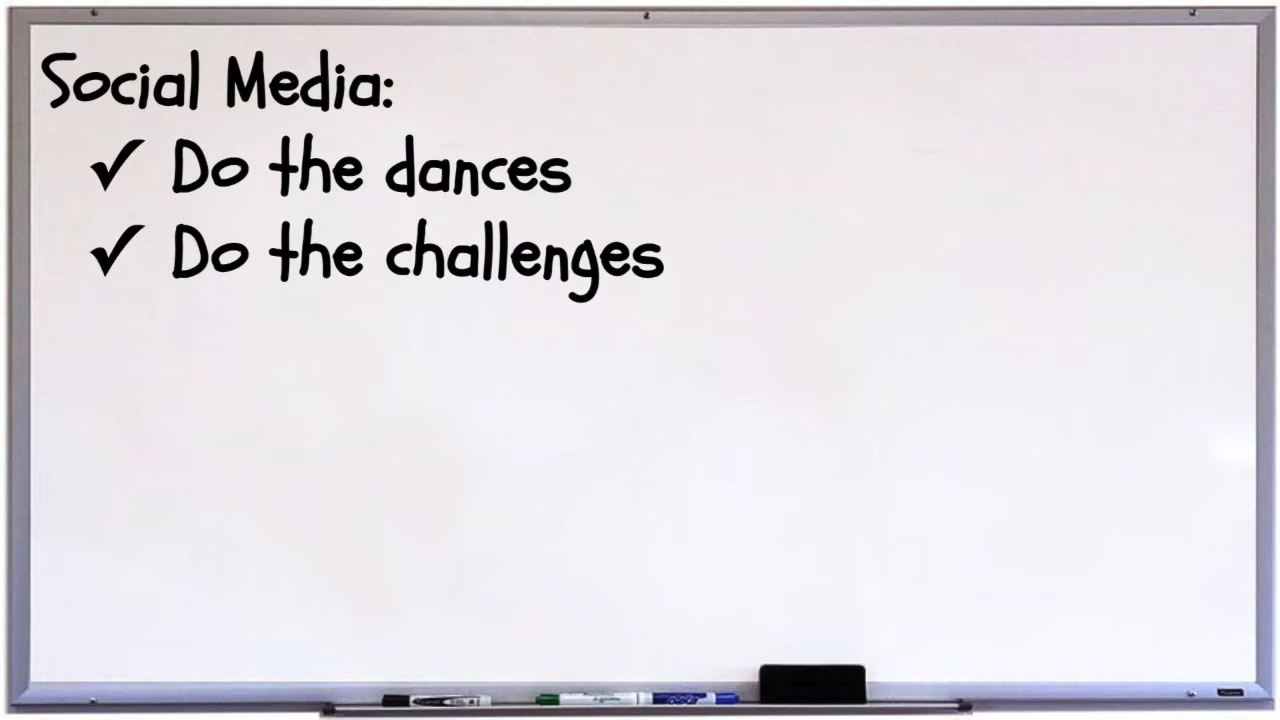 Social Media:
✓ Do the dances
✓ Do the challenges